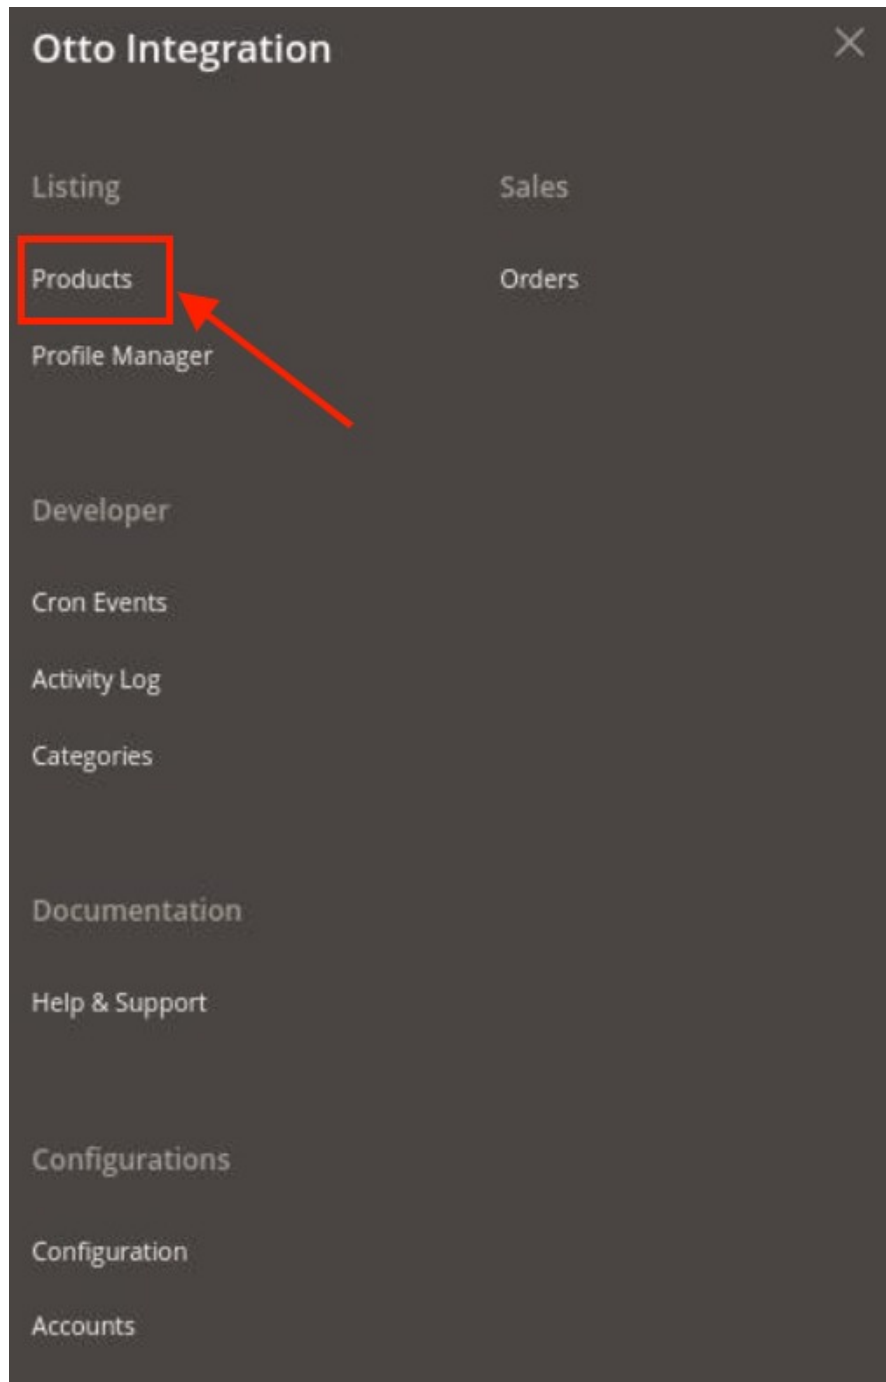 Otto Integration
Listing
Products
Profile Manager
Sales
Orders
Developer
Cron Events
Activity Log
Categories
Documentation
Help & Support
Configurations
Configuration
Accounts